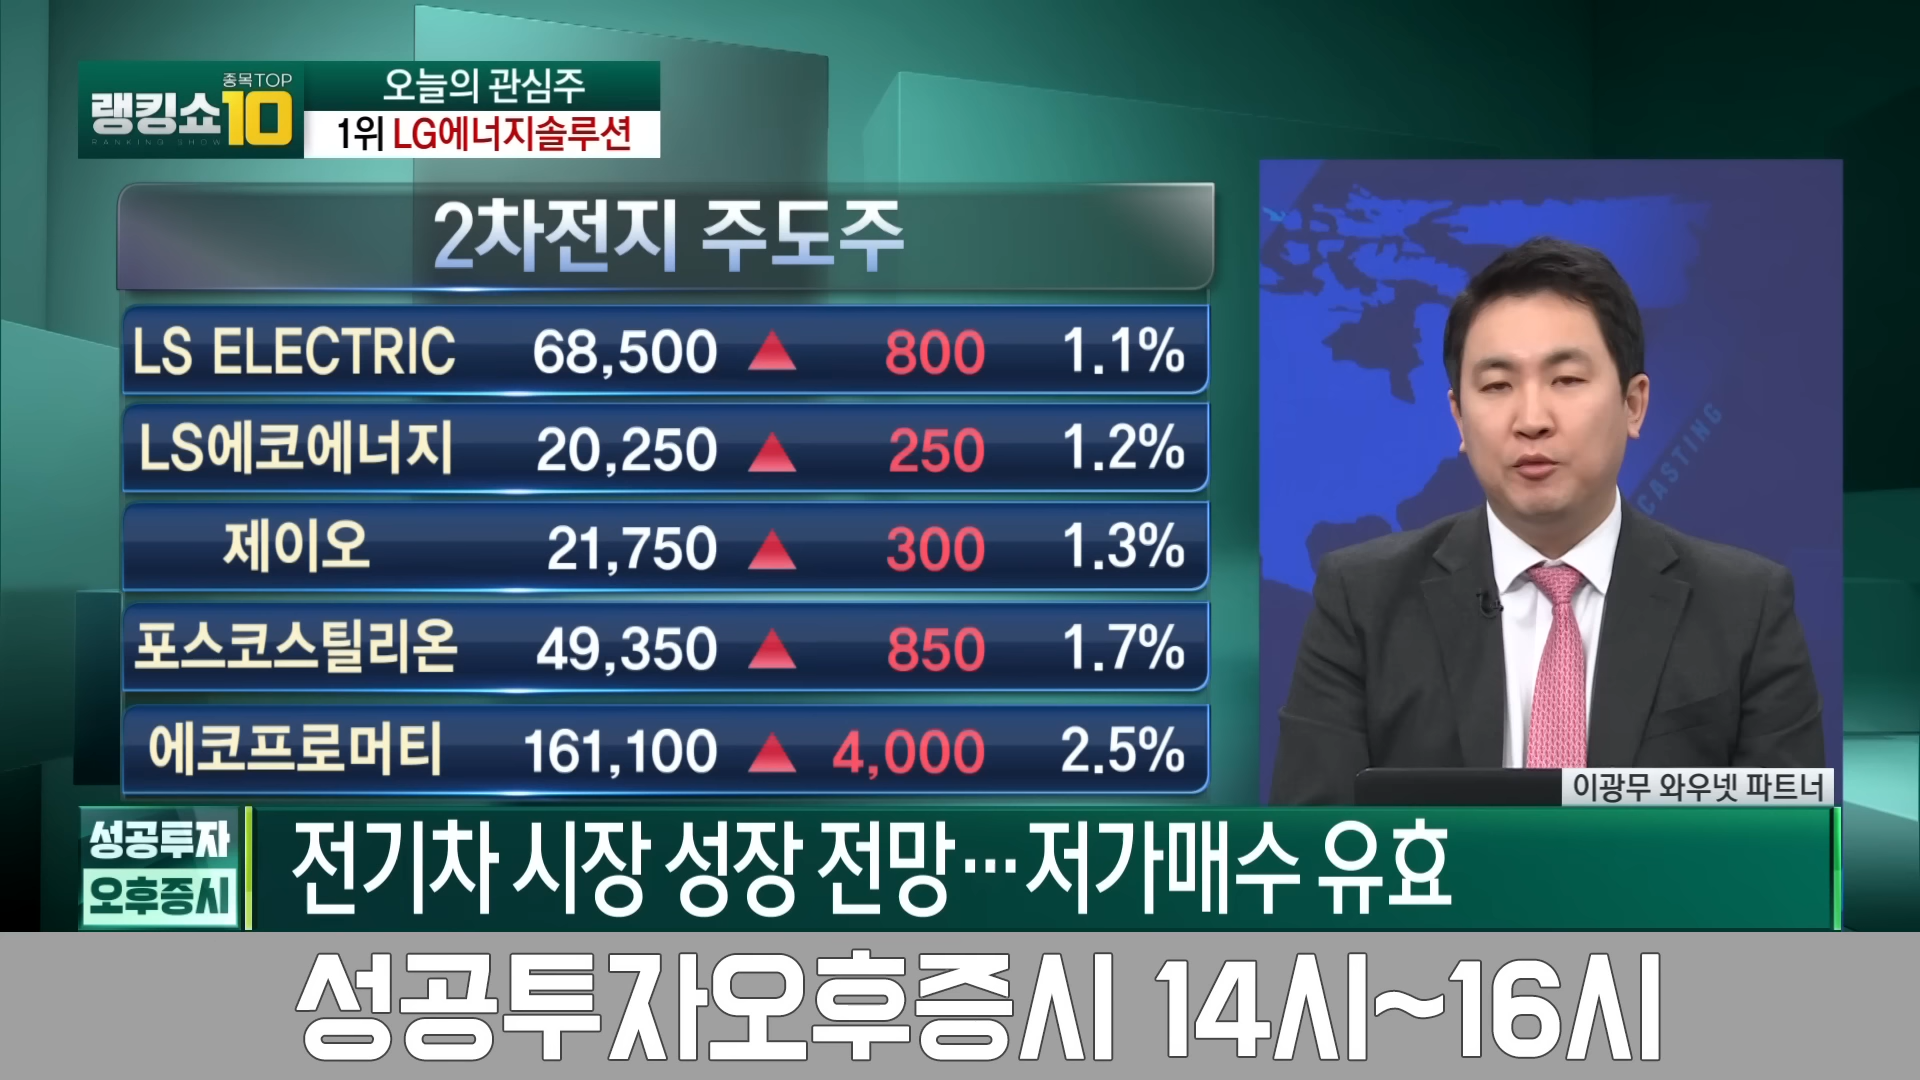 종목TOP
랭킹쇼10
RANKING SHOW
오늘의 관심주
1위 LG에너지솔루션
2차전지 주도주
LS ELECTRIC 68,500 ▲ 800 1.1%
LS에코에너지 20,250 ▲ 250 1.2%
제이오 21,750 ▲ 300 1.3%
포스코스틸리온 49,350 ▲ 850 1.7%
에코프로머티 161,100 ▲ 4,000 2.5%
CASTING
이광무 와우넷 파트너
성공투자
오후증시
전기차 시장 성장 전망…저가매수 유효
성공투자오후증시 14시~16시